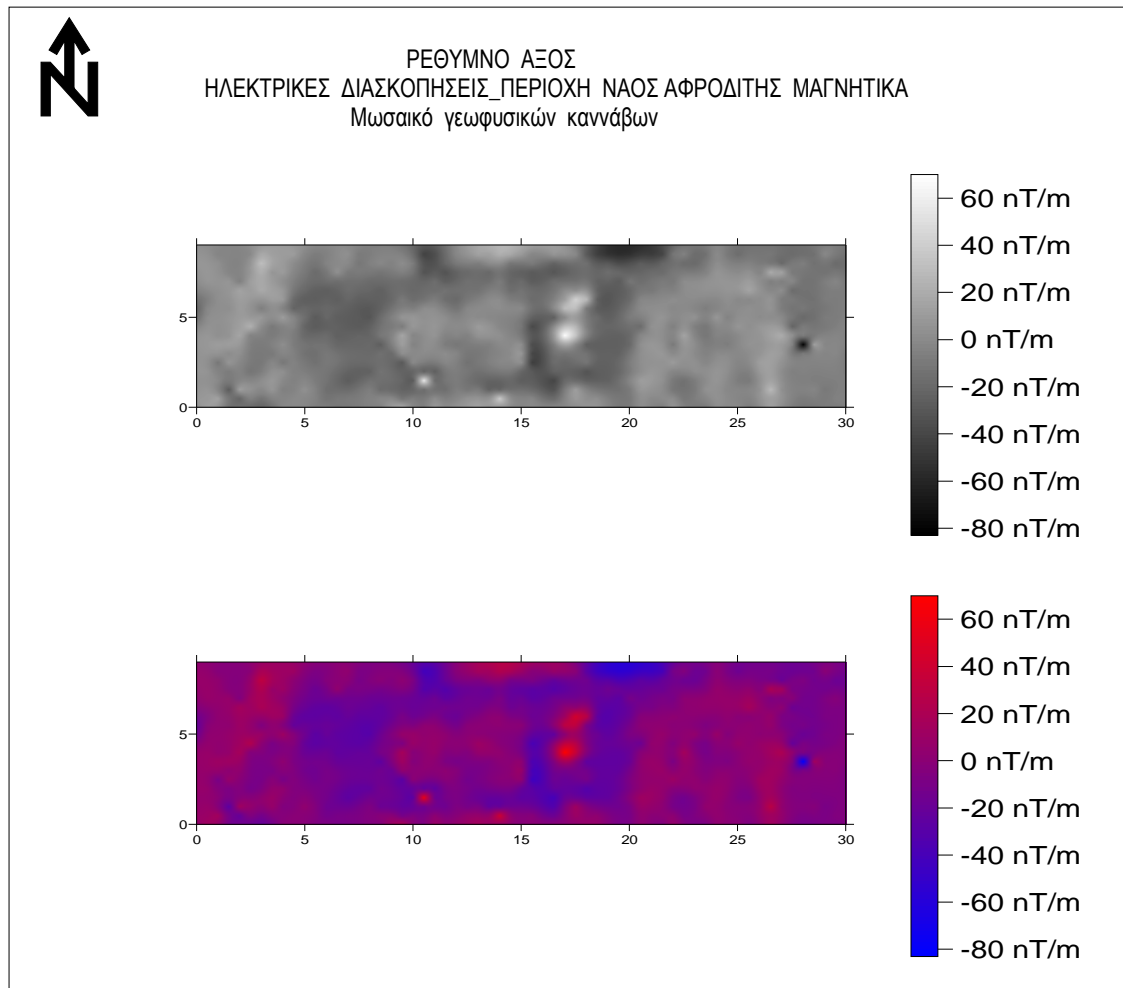 N
ΡΕΘΥΜΝΟ ΑΞΟΣ
ΗΛΕΚΤΡΙΚΕΣ ΔΙΑΣΚΟΠΗΣΕΙΣ_ΠΕΡΙΟΧΗ ΝΑΟΣ ΑΦΡΟΔΙΤΗΣ ΜΑΓΝΗΤΙΚΑ
Μωσαικό γεωφυσικών καννάβων
60 nT/m
40 nT/m
20 nT/m
0 nT/m
-20 nT/m
-40 nT/m
-60 nT/m
-80 nT/m
5
0
0 5 10 15 20 25 30
60 nT/m
40 nT/m
20 nT/m
0 nT/m
-20 nT/m
-40 nT/m
-60 nT/m
-80 nT/m
5
0
0 5 10 15 20 25 30